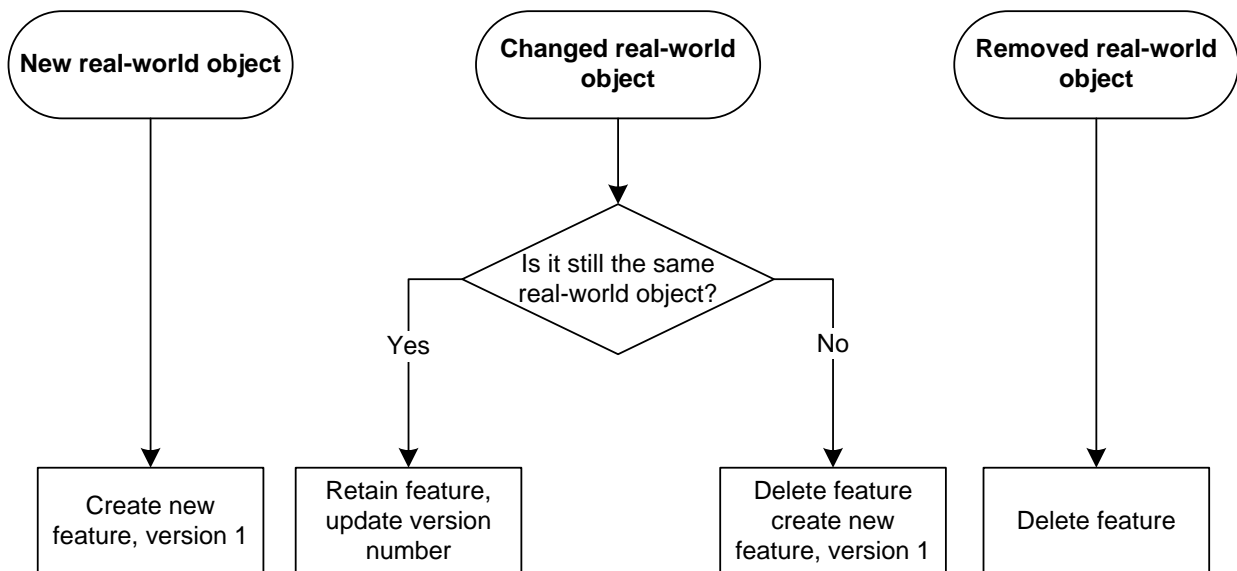 New real-world object
Changed real-world
object
Removed real-world
object
Is it still the same
real-world object?
Yes
No
Create new
feature, version 1
Retain feature,
update version
number
Delete feature
create new
feature, version 1
Delete feature